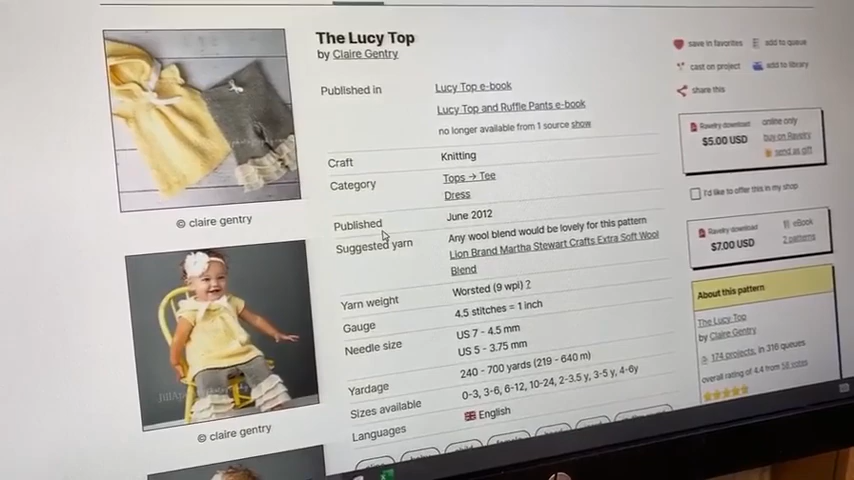 The Lucy Top
by Claire Gentry
Published in
Lucy Top e-book
Lucy Top and Ruffle Pants e-book
no longer available from 1 source show
Craft
Knitting
Category
Tops → Tee
Dress
Published
June 2012
Suggested yarn
Any wool blend would be lovely for this pattern
Lion Brand Martha Stewart Crafts Extra Soft Wool
Blend
Yarn weight
Worsted (9 wpi) ?
Gauge
4.5 stitches = 1 inch
Needle size
US 7 - 4.5 mm
US 5 - 3.75 mm
Yardage
240 - 700 yards (219 - 640 m)
Sizes available
0-3, 3-6, 6-12, 10-24, 2-3.5 y, 3-5 y, 4-6y
Languages
English
© claire gentry
© claire gentry
save in favorites
add to queue
cast on project
add to library
share this
Ravelry download
$5.00 USD
online only
buy on Ravelry
send as gift
I'd like to offer this in my shop
Ravelry download
$7.00 USD
eBook
2 patterns
About this pattern
The Lucy Top
by Claire Gentry
174 projects, in 316 queues
overall rating of 4.4 from 58 votes